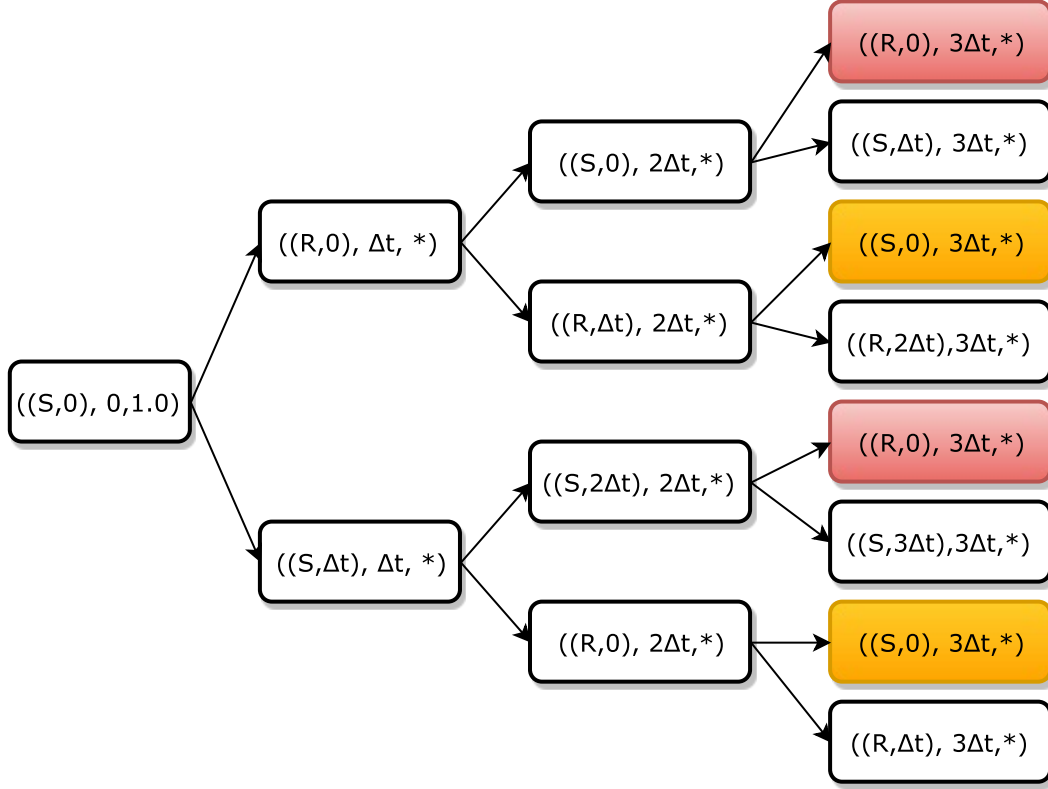 ((S,0), 0,1.0)
((R,0), Δt, *)
((S,Δt), Δt, *)
((S,0), 2Δt,*)
((R,Δt), 2Δt,*)
((S,2Δt), 2Δt,*)
((R,0), 2Δt,*)
((R,0), 3Δt,*)
((S,Δt), 3Δt,*)
((S,0), 3Δt,*)
((R,2Δt),3Δt,*)
((R,0), 3Δt,*)
((S,3Δt),3Δt,*)
((S,0), 3Δt,*)
((R,Δt), 3Δt,*)